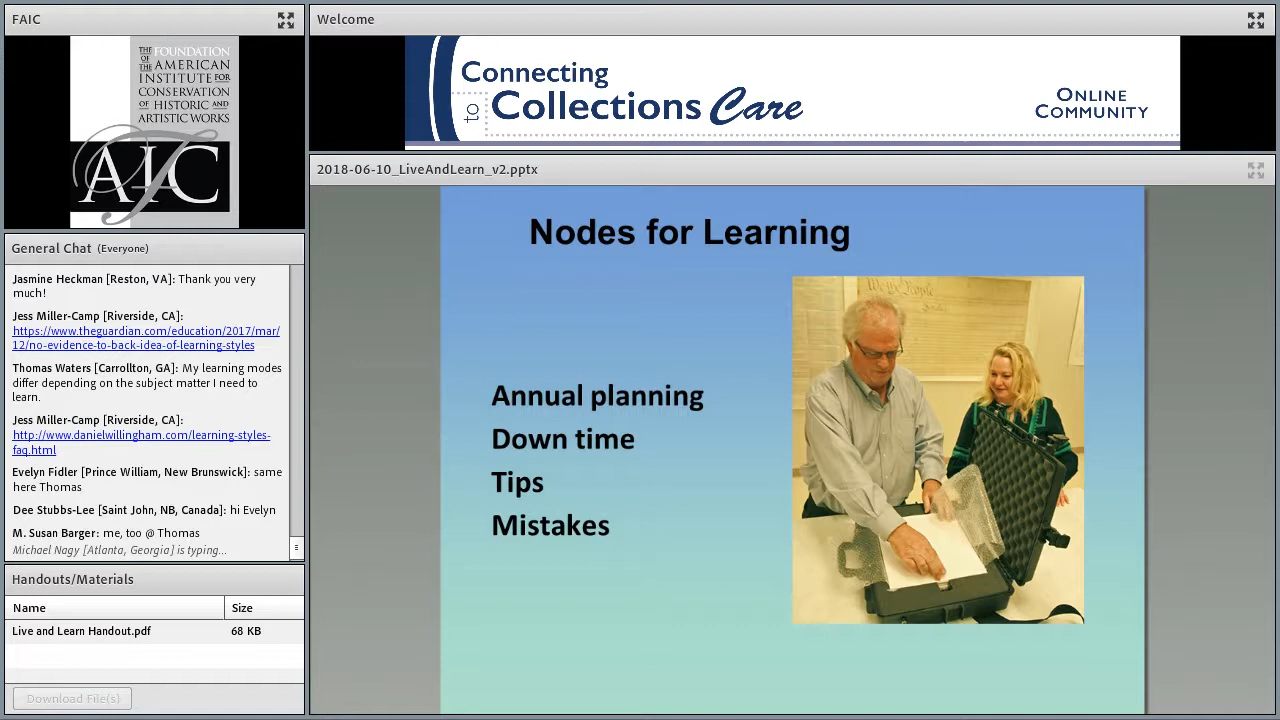 FAIC
THE FOUNDATION
OF THE AMERICAN
INSTITUTE FOR
CONSERVATION
OF HISTORIC AND
ARTISTIC WORKS
FAIC
Welcome
Connecting
to Collections Care
ONLINE
COMMUNITY
General Chat (Everyone)
Jasmine Heckman [Reston, VA]: Thank you very
much!
Jess Miller-Camp [Riverside, CA]:
https://www.theguardian.com/education/2017/mar/
12/no-evidence-to-back-idea-of-learning-styles
Thomas Waters [Carrollton, GA]: My learning modes
differ depending on the subject matter I need to
learn.
Jess Miller-Camp [Riverside, CA]:
http://www.danielwillingham.com/learning-styles-
faq.html
Evelyn Fidler [Prince William, New Brunswick]: same
here Thomas
Dee Stubbs-Lee [Saint John, NB, Canada]: hi Evelyn
M. Susan Barger: me, too @ Thomas
Michael Nagy [Atlanta, Georgia] is typing...
Handouts/Materials
Name Size
Live and Learn Handout.pdf 68 KB
Download File(s)
2018-06-10_LiveAndLearn_v2.pptx
Nodes for Learning
We the People
Annual planning
Down time
Tips
Mistakes